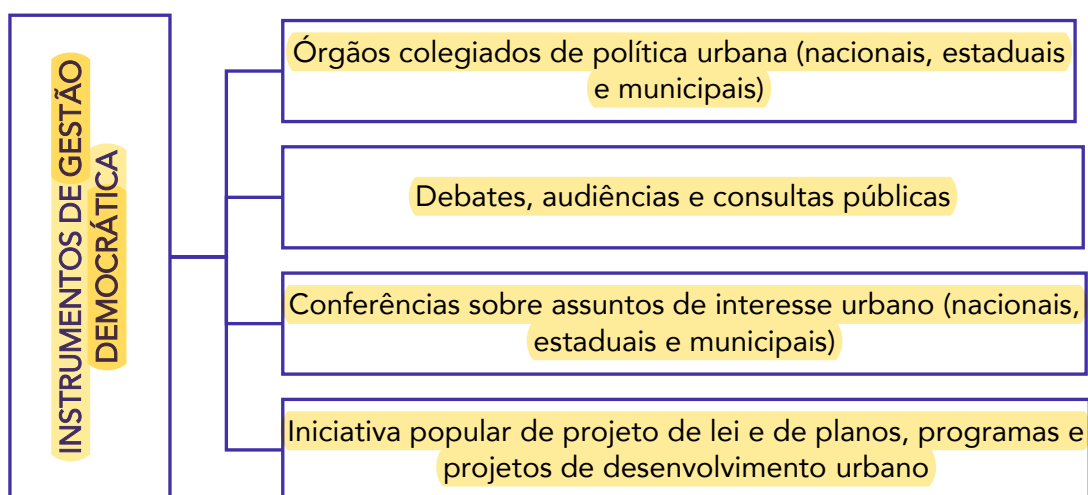 INSTRUMENTOS DE GESTÃO
DEMOCRÁTICA
Órgãos colegiados de política urbana (nacionais, estaduais
e municipais)
Debates, audiências e consultas públicas
Conferências sobre assuntos de interesse urbano (nacionais,
estaduais e municipais)
Iniciativa popular de projeto de lei e de planos, programas e
projetos de desenvolvimento urbano